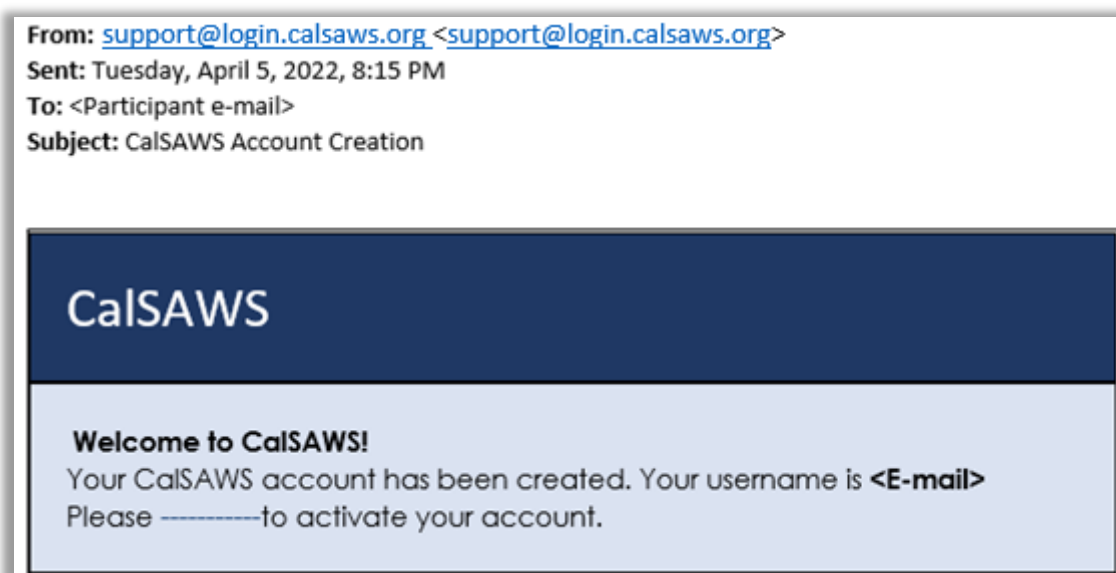 From: support@login.calsaws.org <support@login.calsaws.org>
Sent: Tuesday, April 5, 2022, 8:15 PM
To: <Participant e-mail>
Subject: CalSAWS Account Creation
CalSAWS
Welcome to CalSAWS!
Your CalSAWS account has been created. Your username is <E-mail>
Please -----------to activate your account.